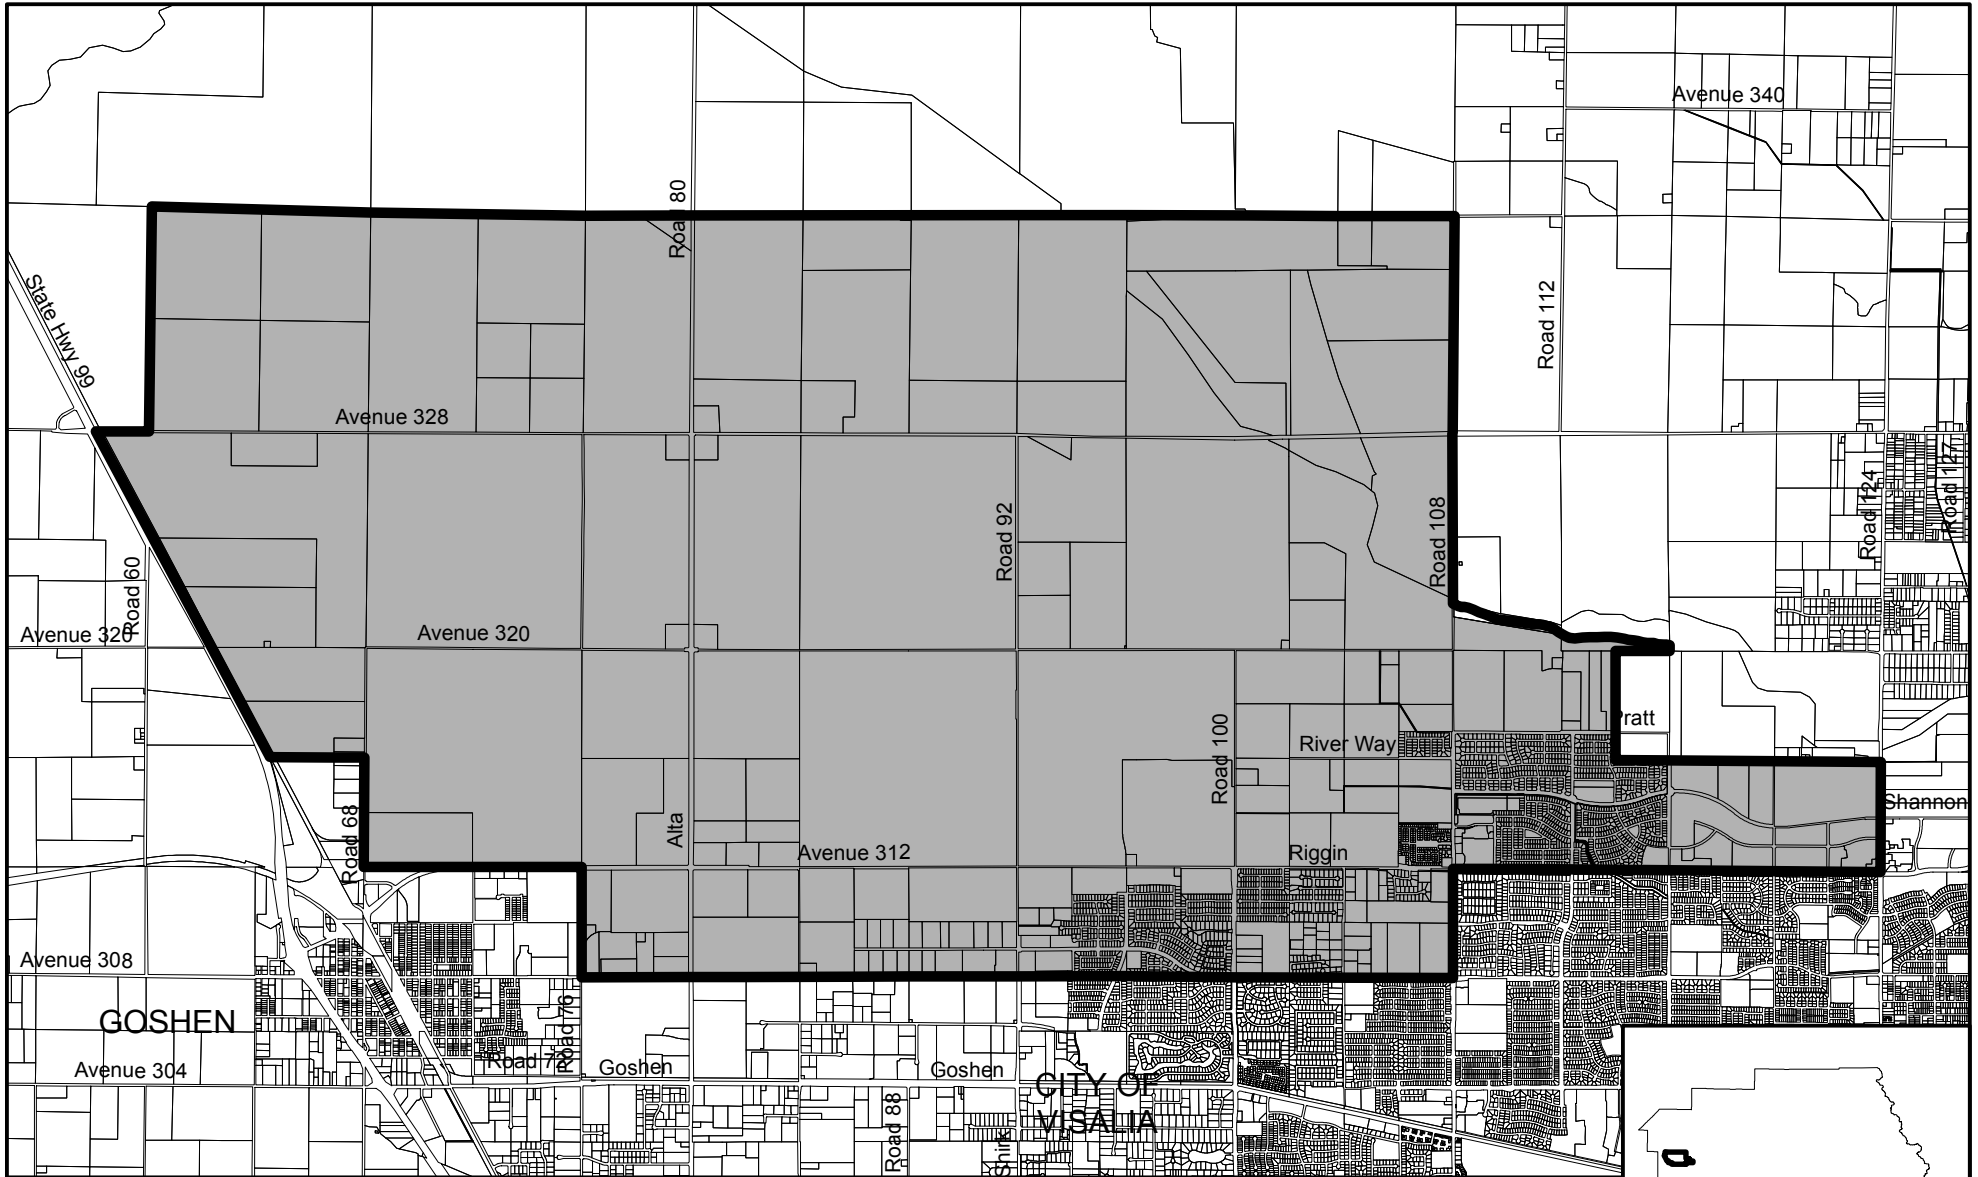 Avenue 340
Road 80
State Hwy 99
Road 112
Avenue 328
Road 124
Road 127
Road 92
Road 108
Road 60
Avenue 320
Avenue 320
Pratt
River Way
Road 100
Shannon
Road 68
Alta
Avenue 312
Riggin
Avenue 308
GOSHEN
Road 76
Road 72
Avenue 304
Goshen
Goshen
CITY OF
VISALIA
Road 88
Shirk